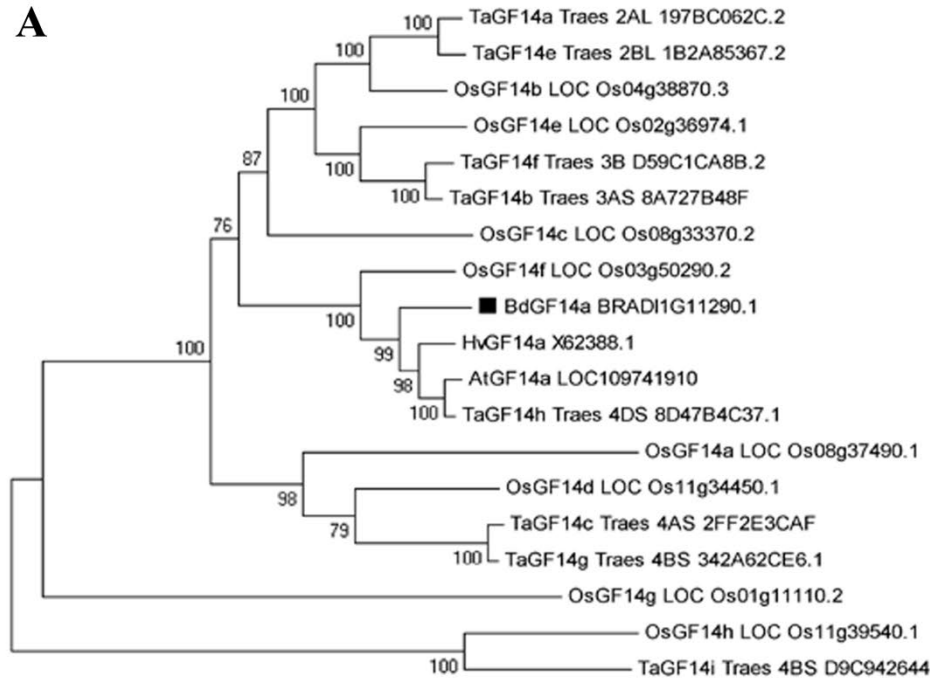 A
TaGF14a Traes 2AL 197BC062C.2
100
TaGF14e Traes 2BL 1B2A85367.2
100
OsGF14b LOC Os04g38870.3
100
OsGF14e LOC Os02g36974.1
87
TaGF14f Traes 3B D59C1CA8B.2
100
100
TaGF14b Traes 3AS 8A727B48F
76
OsGF14c LOC Os08g33370.2
OsGF14f LOC Os03g50290.2
BdGF14a BRADI1G11290.1
100
HvGF14a X62388.1
100
99
AtGF14a LOC109741910
98
100
TaGF14h Traes 4DS 8D47B4C37.1
OsGF14a LOC Os08g37490.1
OsGF14d LOC Os11g34450.1
98
TaGF14c Traes 4AS 2FF2E3CAF
79
100
TaGF14g Traes 4BS 342A62CE6.1
OsGF14g LOC Os01g11110.2
OsGF14h LOC Os11g39540.1
100
TaGF14i Traes 4BS D9C942644